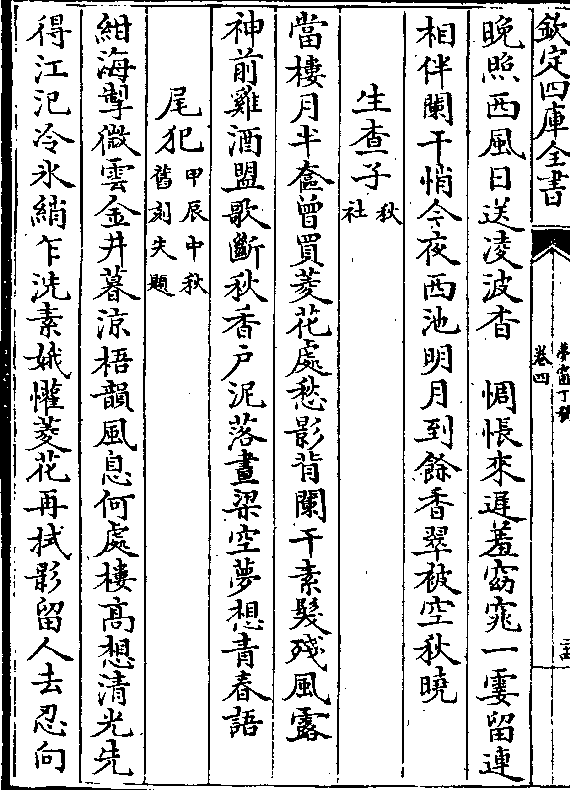 欽定四庫全書
夢窗丁稿
卷四
晚照西風日送凌波杳　惆悵來遲羞窈窕一霎留連
相伴闌干悄今夜西池明月到餘香翠被空秋曉
生查子
秋社
當樓月半奩曾買菱花處愁影背闌干素髮殘風露
神前雞酒盟歌斷秋香户泥落畫梁空夢想青春語
尾犯
甲辰中秋
舊刻失題
紺海掣微雲金井暮涼梧韻風息何處樓高想清光先
得江汜冷氷綃乍洗素娥懽菱花再拭影留人去忍向